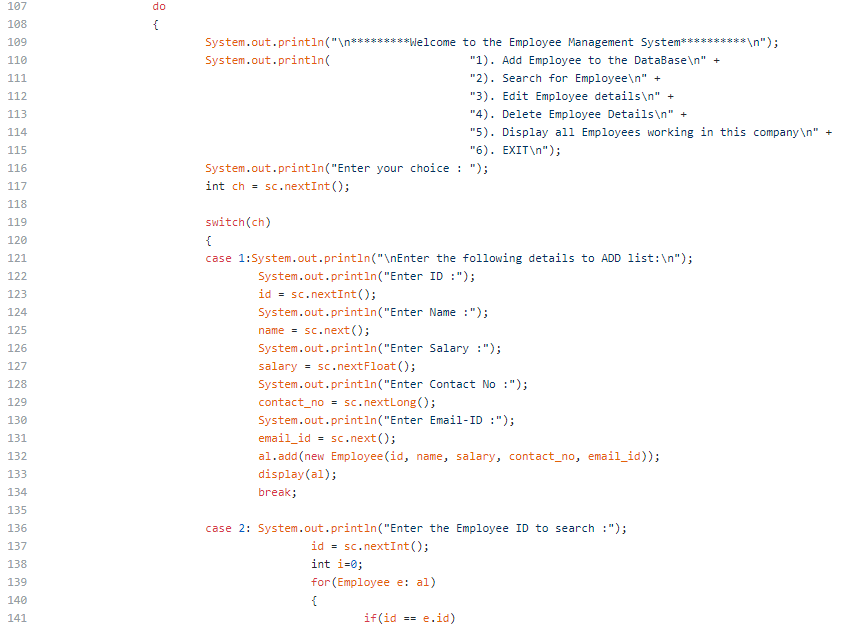 107 do
108 {
109 System.out.println("\n*********Welcome to the Employee Management System**********\n");
110 System.out.println( "1). Add Employee to the DataBase\n" +
111 "2). Search for Employee\n" +
112 "3). Edit Employee details\n" +
113 "4). Delete Employee Details\n" +
114 "5). Display all Employees working in this company\n" +
115 "6). EXIT\n");
116 System.out.println("Enter your choice : ");
117 int ch = sc.nextInt();
118
119 switch(ch)
120 {
121 case 1:System.out.println("\nEnter the following details to ADD list:\n");
122 System.out.println("Enter ID :");
123 id = sc.nextInt();
124 System.out.println("Enter Name :");
125 name = sc.next();
126 System.out.println("Enter Salary :");
127 salary = sc.nextFloat();
128 System.out.println("Enter Contact No :");
129 contact_no = sc.nextLong();
130 System.out.println("Enter Email-ID :");
131 email_id = sc.next();
132 al.add(new Employee(id, name, salary, contact_no, email_id));
133 display(al);
134 break;
135
136 case 2: System.out.println("Enter the Employee ID to search :");
137 id = sc.nextInt();
138 int i=0;
139 for(Employee e: al)
140 {
141 if(id == e.id)